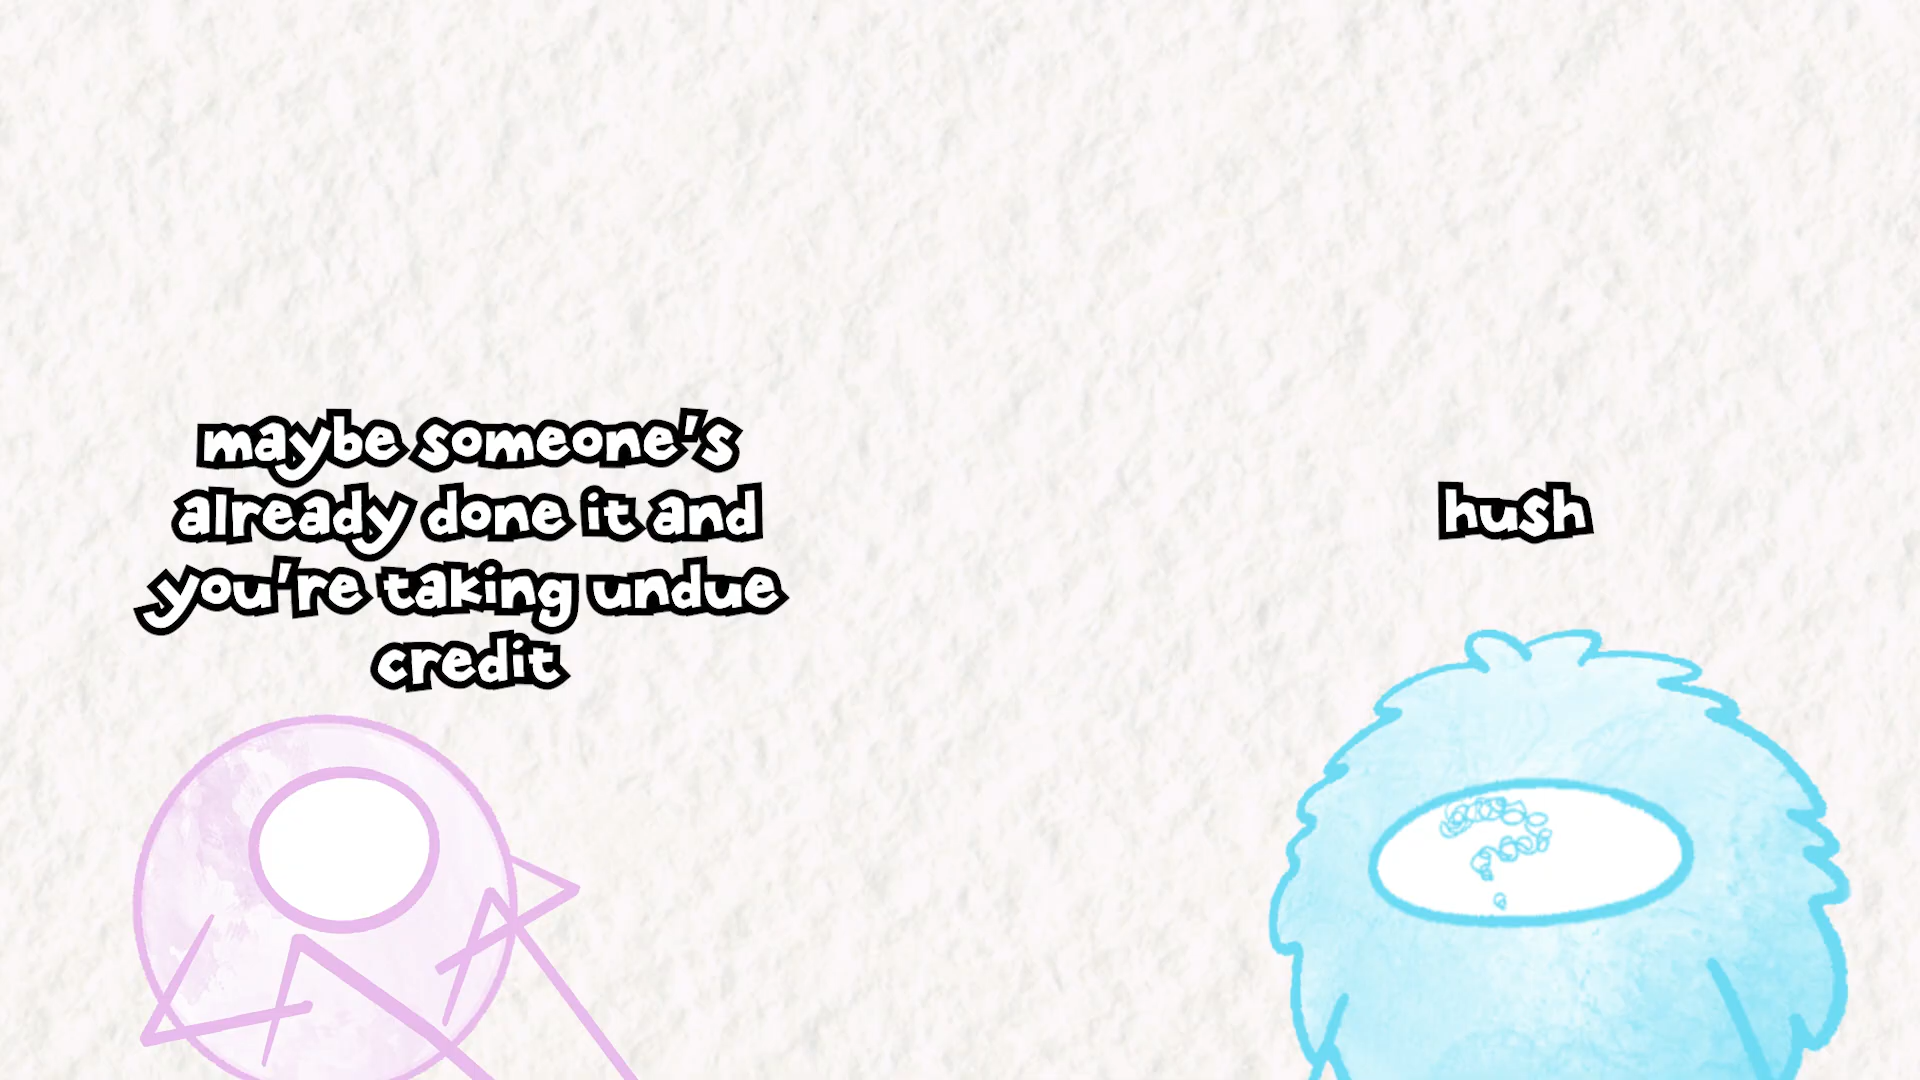 maybe someone's
already done it and
you're taking undue
credit
hush